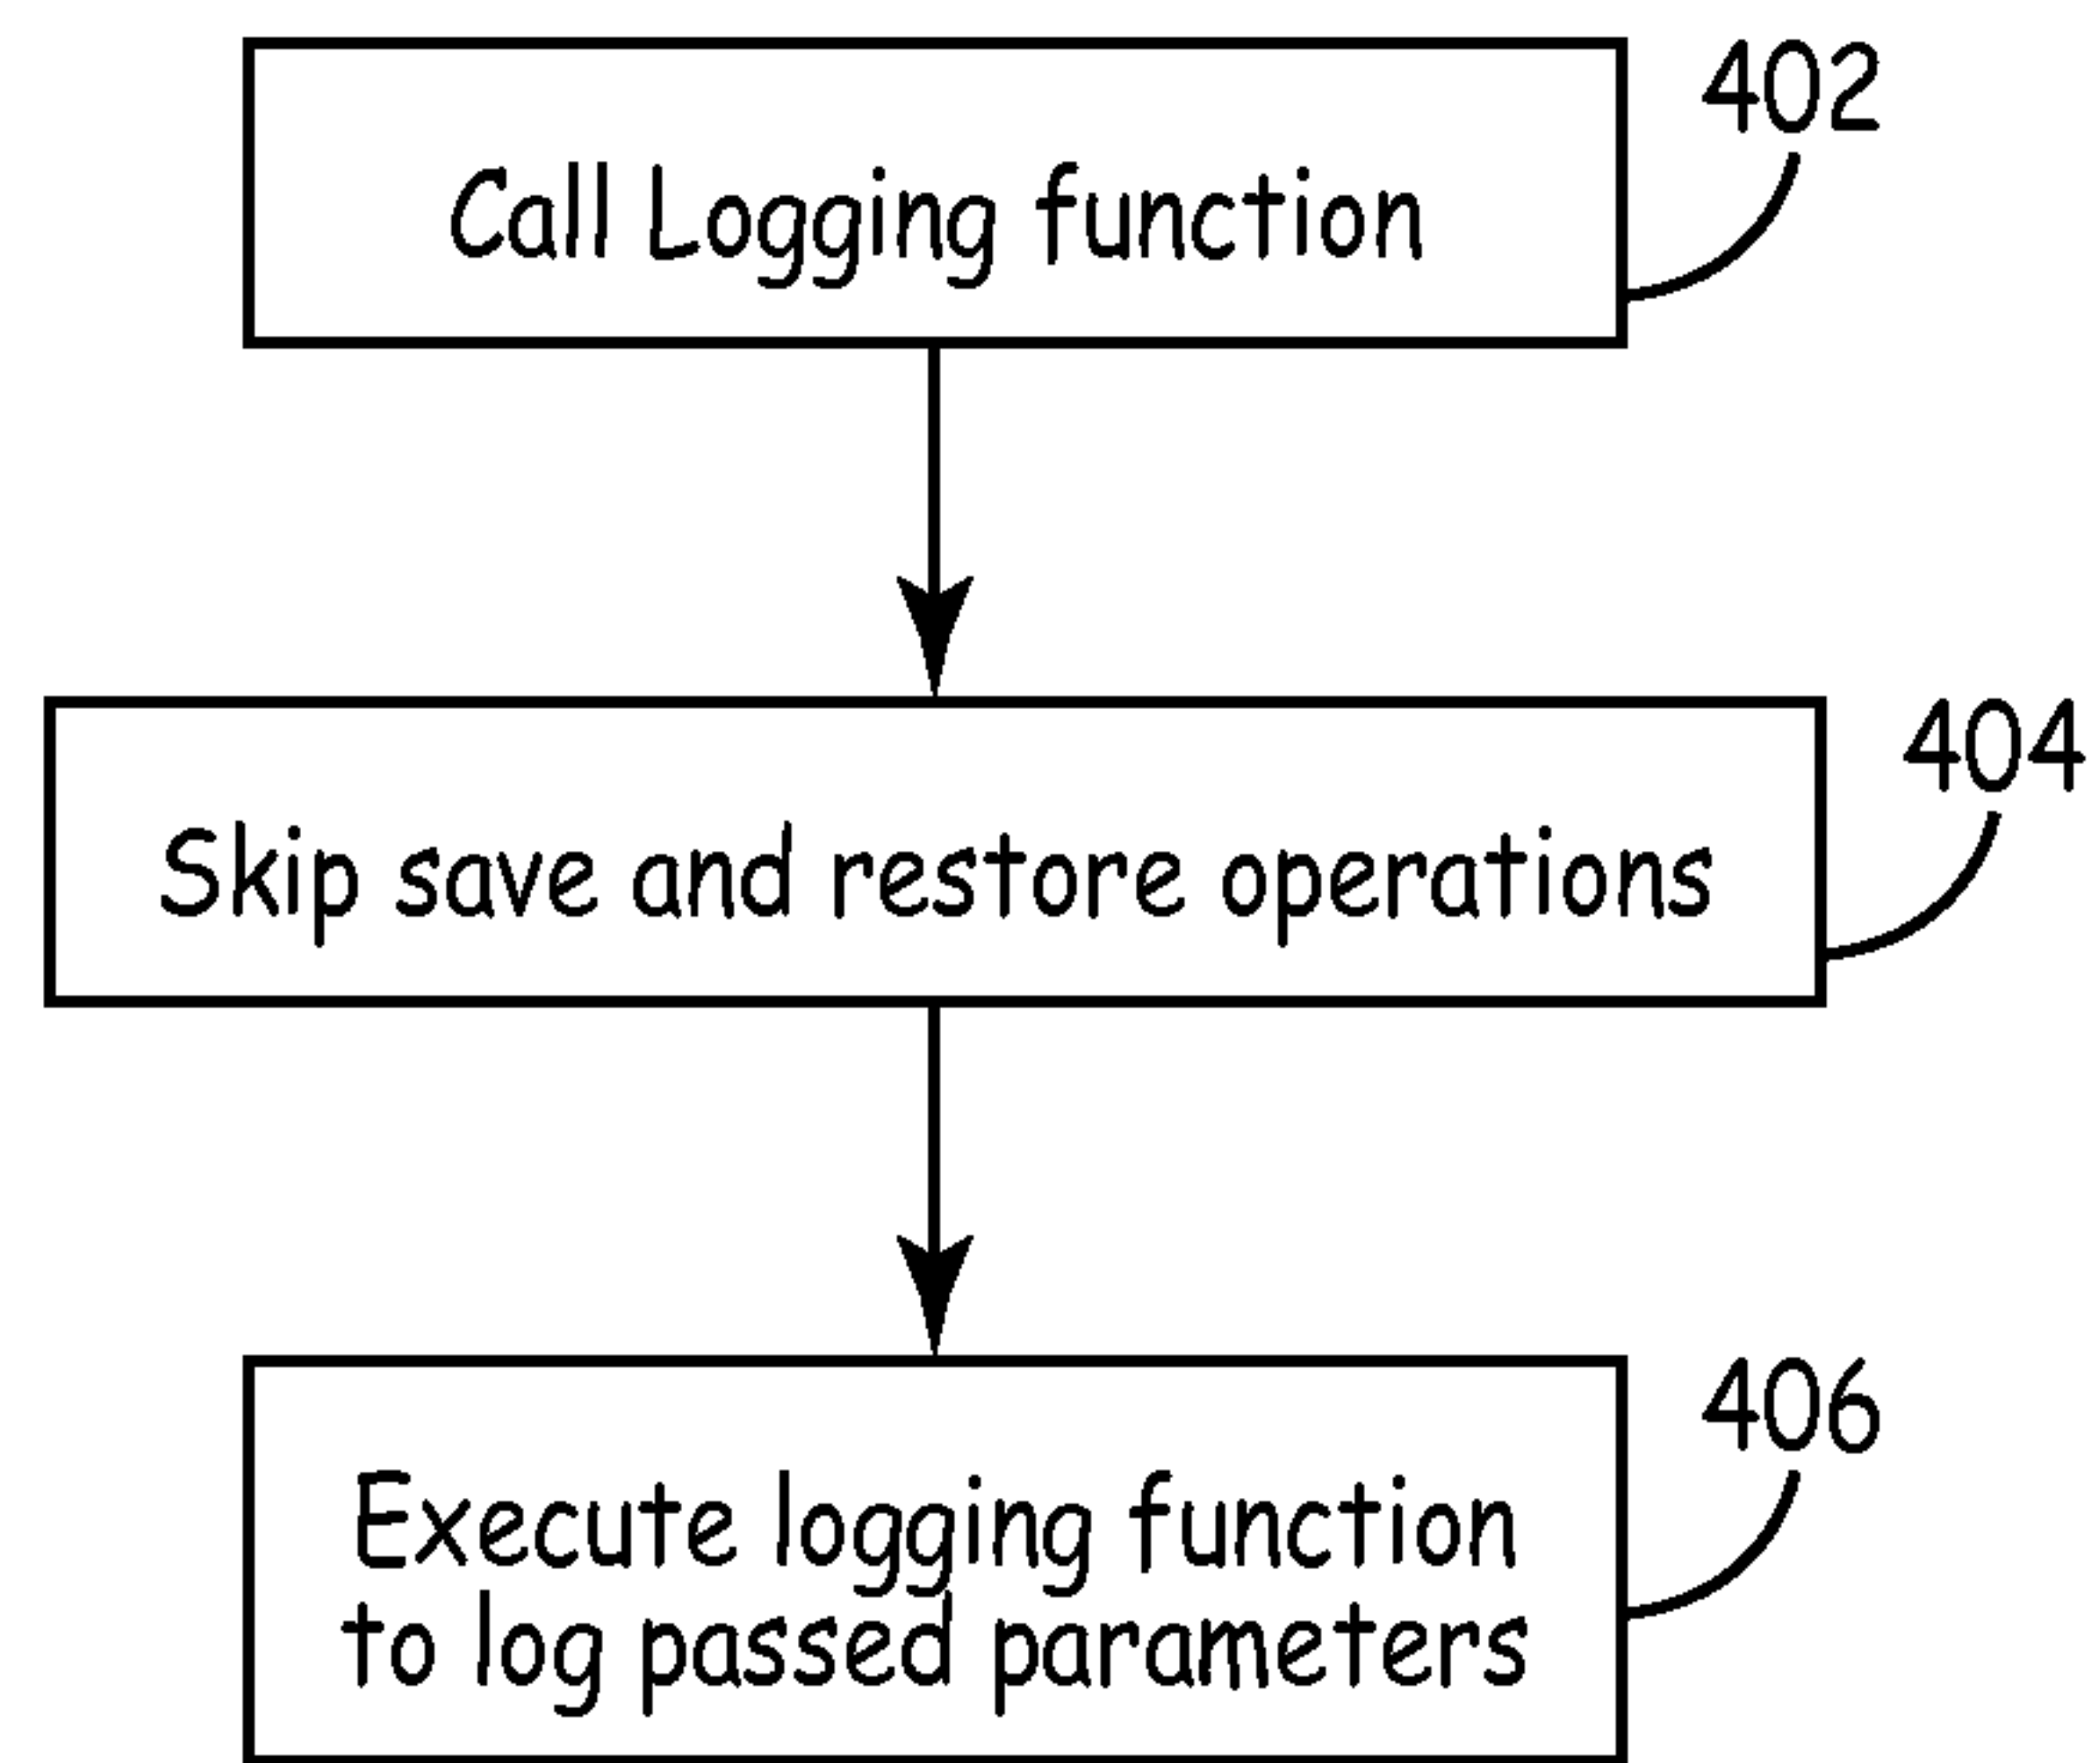 402
Call Logging function
404
Skip save and restore operations
406
Execute logging function
to log passed parameters